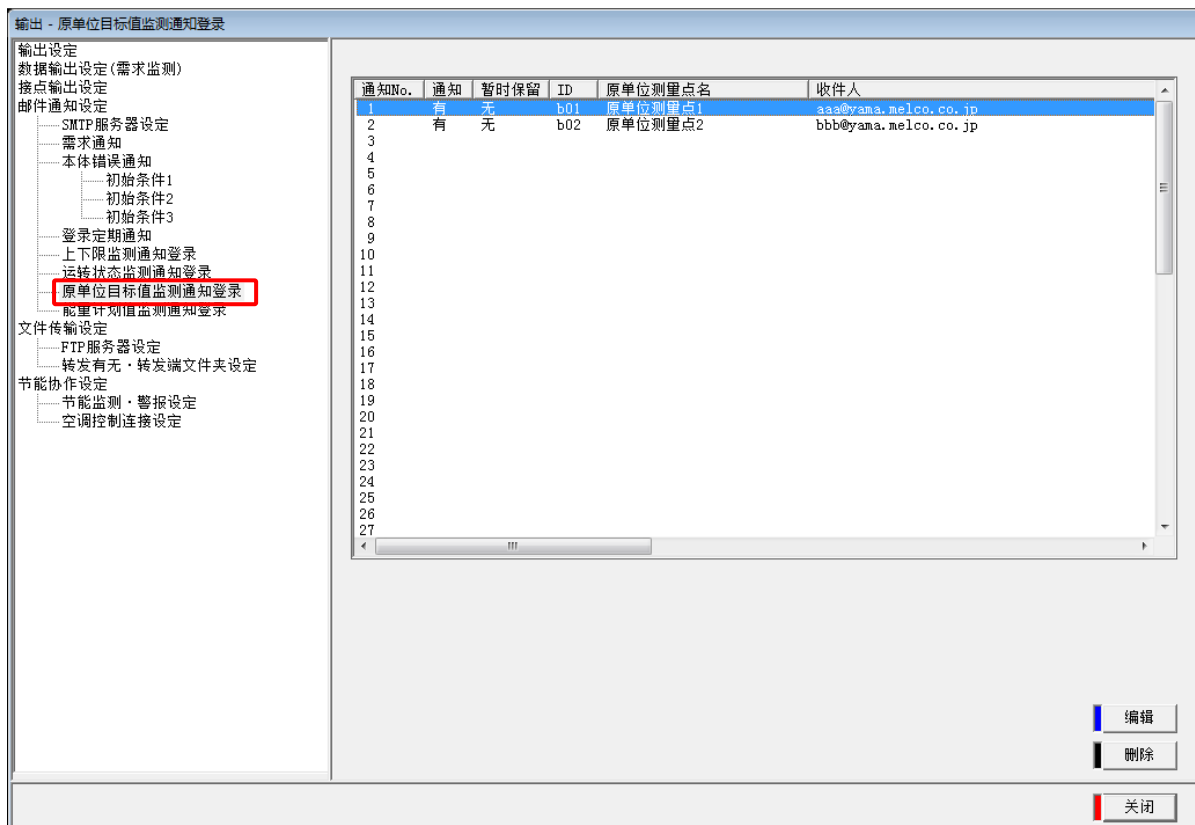 输出 - 原单位目标值监测通知登录
输出设定
数据输出设定(需求监测)
接点输出设定
邮件通知设定
SMTP服务器设定
需求通知
本体错误通知
初始条件1
初始条件2
初始条件3
登录定期通知
上下限监测通知登录
运转状态监测通知登录
原单位目标值监测通知登录
能量计划值监测通知登录
文件传输设定
FTP服务器设定
转发有无・转发端文件夹设定
节能协作设定
节能监测・警报设定
空调控制连接设定
通知No. 通知 暂时保留 ID 原单位测量点名 收件人
1 有 无 b01 原单位测量点1 aaa@yama.melco.co.jp
2 有 无 b02 原单位测量点2 bbb@yama.melco.co.jp
3
4
5
6
7
8
9
10
11
12
13
14
15
16
17
18
19
20
21
22
23
24
25
26
27
编辑
删除
关闭